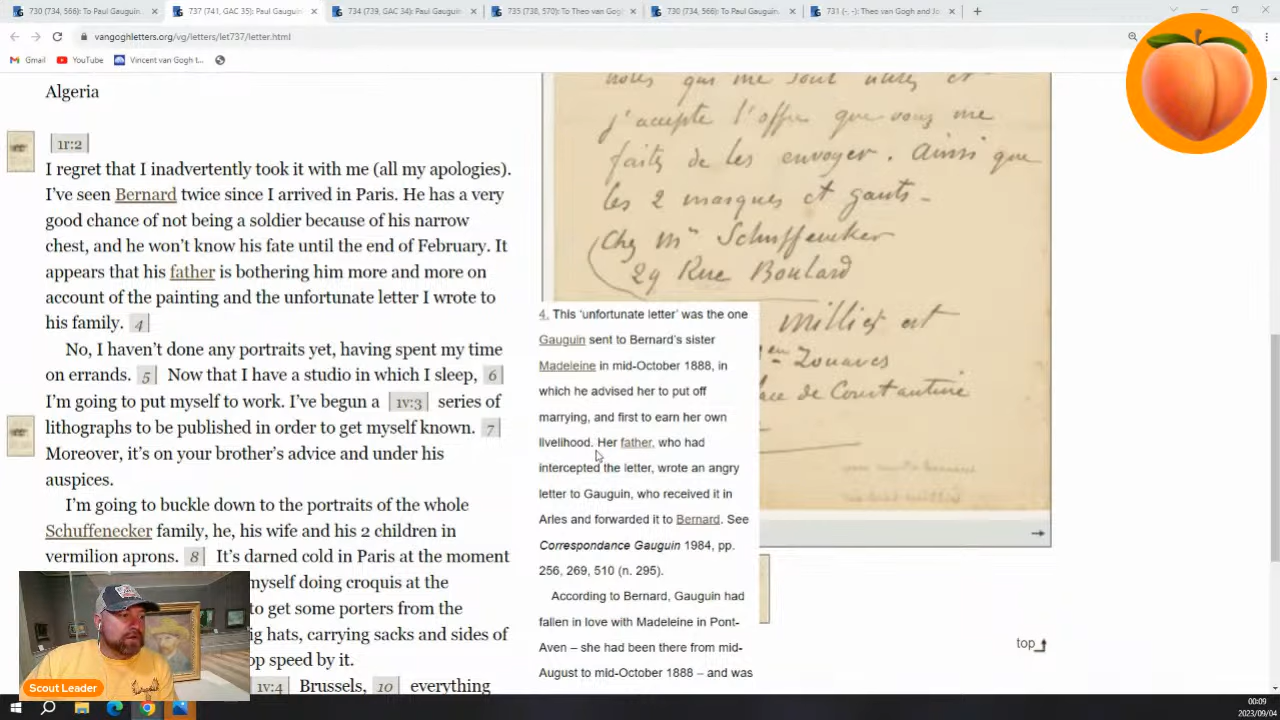 730 (734, 566): To Paul Gauguin.
737 (741, GAC 35): Paul Gauguin
734 (739, GAC 34): Paul Gauguin
735 (738, 570): To Theo van Gogh
730 (734, 566): To Paul Gauguin.
731 (-, -): Theo van Gogh and Jo
vangoghletters.org/vg/letters/let737/letter.html
Gmail
YouTube
Vincent van Gogh t...
Algeria
1r:2
I regret that I inadvertently took it with me (all my apologies).
I've seen Bernard twice since I arrived in Paris. He has a very
good chance of not being a soldier because of his narrow
chest, and he won't know his fate until the end of February. It
appears that his father is bothering him more and more on
account of the painting and the unfortunate letter I wrote to
his family. 4
No, I haven't done any portraits yet, having spent my time
on errands. 5 Now that I have a studio in which I sleep, 6
I'm going to put myself to work. I've begun a 1v:3 series of
lithographs to be published in order to get myself known. 7
Moreover, it's on your brother's advice and under his
auspices.
I'm going to buckle down to the portraits of the whole
Schuffenecker family, he, his wife and his 2 children in
vermilion aprons. 8 It's darned cold in Paris at the moment
myself doing croquis at the
to get some porters from the
ig hats, carrying sacks and sides of
op speed by it.
1v:4 Brussels, 10 everything
4. This 'unfortunate letter' was the one
Gauguin sent to Bernard's sister
Madeleine in mid-October 1888, in
which he advised her to put off
marrying, and first to earn her own
livelihood. Her father, who had
intercepted the letter, wrote an angry
letter to Gauguin, who received it in
Arles and forwarded it to Bernard. See
Correspondance Gauguin 1984, pp.
256, 269, 510 (n. 295).
According to Bernard, Gauguin had
fallen in love with Madeleine in Pont-
Aven – she had been there from mid-
August to mid-October 1888 – and was
notes que me sont utiles et
j'accepte l'offre que vous me
faites de les envoyer. Ainsi que
les 2 masques et gants –
Chez Mr Schuffenecker
29 Rue Boulard
Milliet est
Zouaves
de Constantine
top
Scout Leader
00:09
2023/09/04